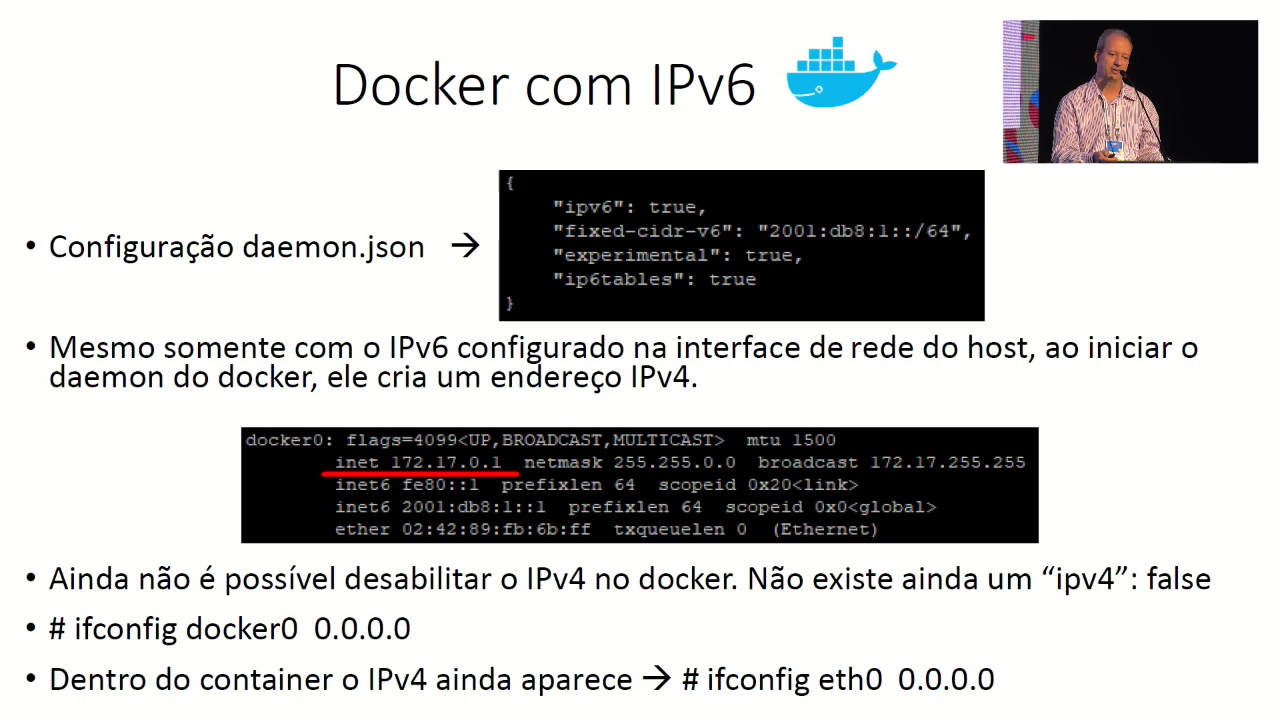 Docker com IPv6
• Configuração daemon.json →
{
"ipv6": true,
"fixed-cidr-v6": "2001:db8:1::/64",
"experimental": true,
"ip6tables": true
}
• Mesmo somente com o IPv6 configurado na interface de rede do host, ao iniciar o
daemon do docker, ele cria um endereço IPv4.
docker0: flags=4099<UP,BROADCAST,MULTICAST> mtu 1500
inet 172.17.0.1 netmask 255.255.0.0 broadcast 172.17.255.255
inet6 fe80::1 prefixlen 64 scopeid 0x20<link>
inet6 2001:db8:1::1 prefixlen 64 scopeid 0x0<global>
ether 02:42:89:fb:6b:ff txqueuelen 0 (Ethernet)
• Ainda não é possível desabilitar o IPv4 no docker. Não existe ainda um “ipv4”: false
• # ifconfig docker0 0.0.0.0
• Dentro do container o IPv4 ainda aparece → # ifconfig eth0 0.0.0.0